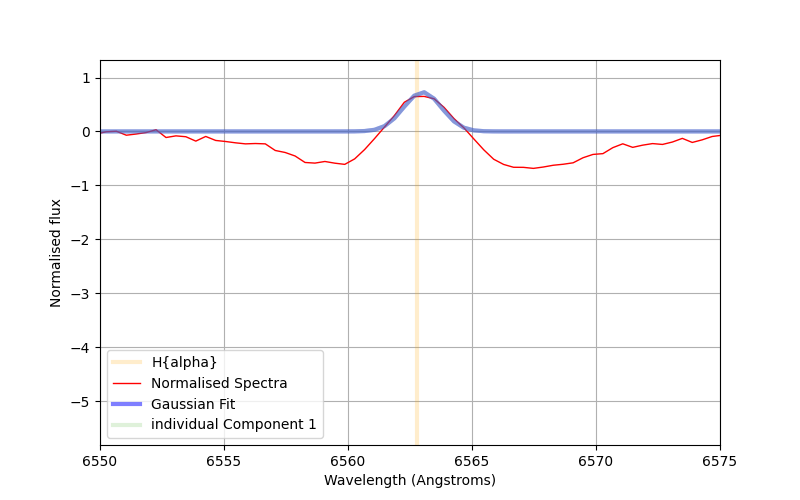 1
0
−1
−2
−3
−4
−5
Normalised flux
H{alpha}
Normalised Spectra
Gaussian Fit
individual Component 1
6550 6555 6560 6565 6570 6575
Wavelength (Angstroms)